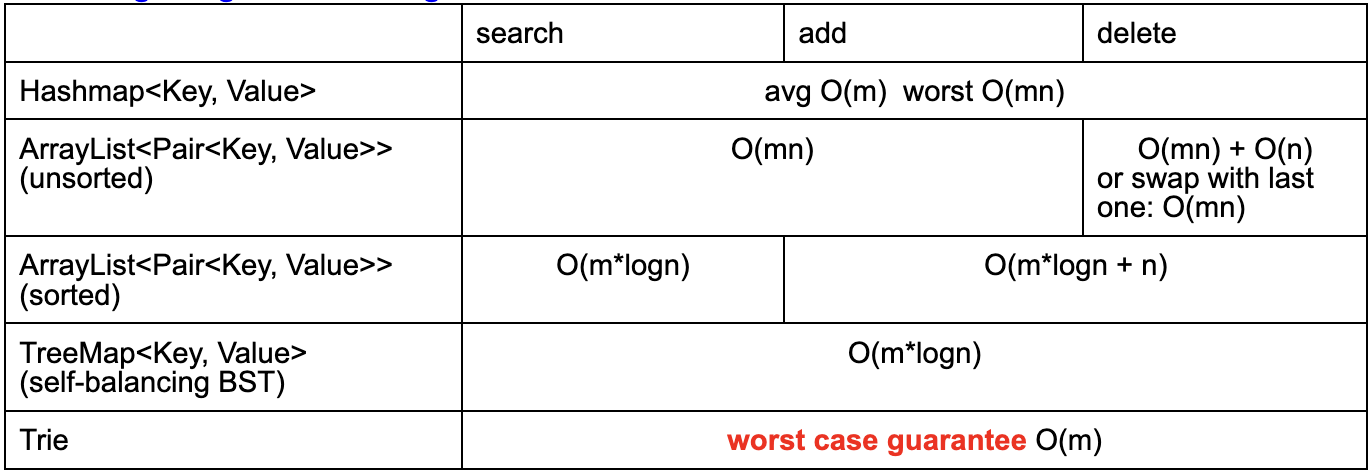 search add delete
Hashmap<Key, Value> avg O(m) worst O(mn)
ArrayList<Pair<Key, Value>> O(mn) O(mn) + O(n)
(unsorted) or swap with last
one: O(mn)
ArrayList<Pair<Key, Value>> O(m*logn) O(m*logn + n)
(sorted)
TreeMap<Key, Value> O(m*logn)
(self-balancing BST)
Trie worst case guarantee O(m)